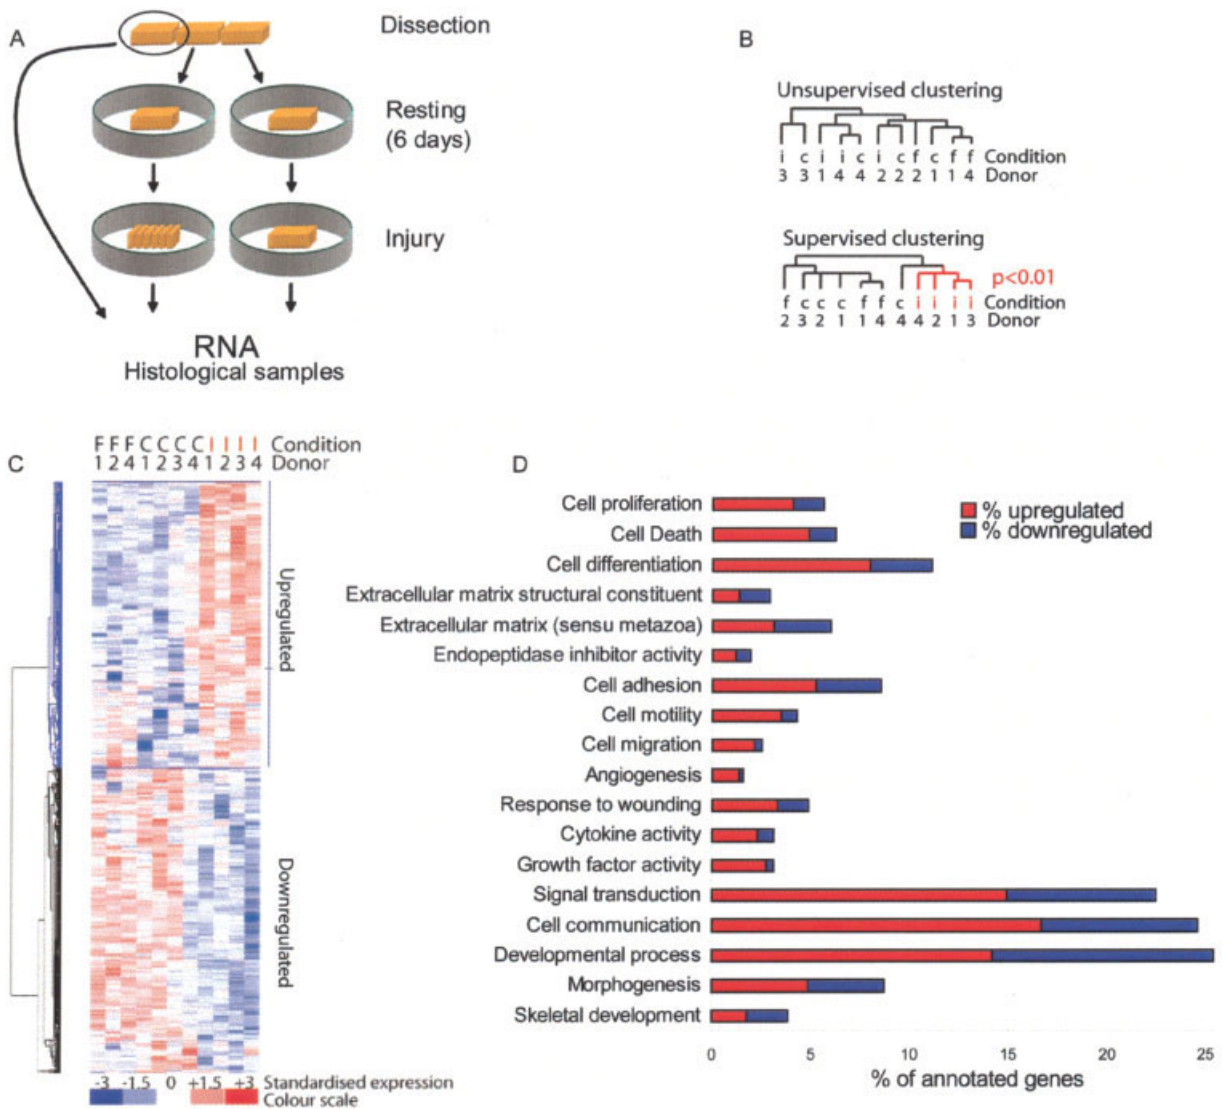 A
Dissection
Resting
(6 days)
Injury
RNA
Histological samples
B
Unsupervised clustering
i c i i c i c f c f f Condition
3 3 1 4 4 2 2 2 1 1 4 Donor
Supervised clustering
p<0.01
f c c c f f c i i i i Condition
2 3 2 1 1 4 4 4 2 1 3 Donor
C
F F F C C C C I I I I Condition
1 2 4 1 2 3 4 1 2 3 4 Donor
Upregulated
Downregulated
-3 -1.5 0 +1.5 +3 Standardised expression
Colour scale
D
% upregulated
% downregulated
Cell proliferation
Cell Death
Cell differentiation
Extracellular matrix structural constituent
Extracellular matrix (sensu metazoa)
Endopeptidase inhibitor activity
Cell adhesion
Cell motility
Cell migration
Angiogenesis
Response to wounding
Cytokine activity
Growth factor activity
Signal transduction
Cell communication
Developmental process
Morphogenesis
Skeletal development
0 5 10 15 20 25
% of annotated genes